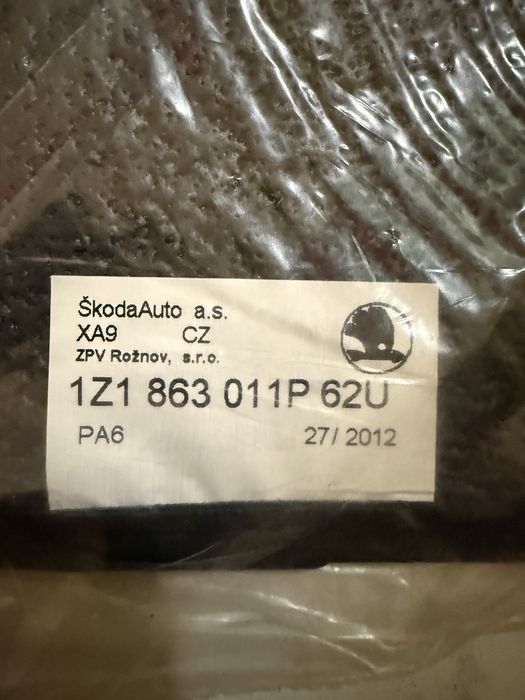 ŠkodaAuto a.s.
XA9 CZ
ZPV Rožnov, s.r.o.
1Z1 863 011P 62U
PA6 27/ 2012